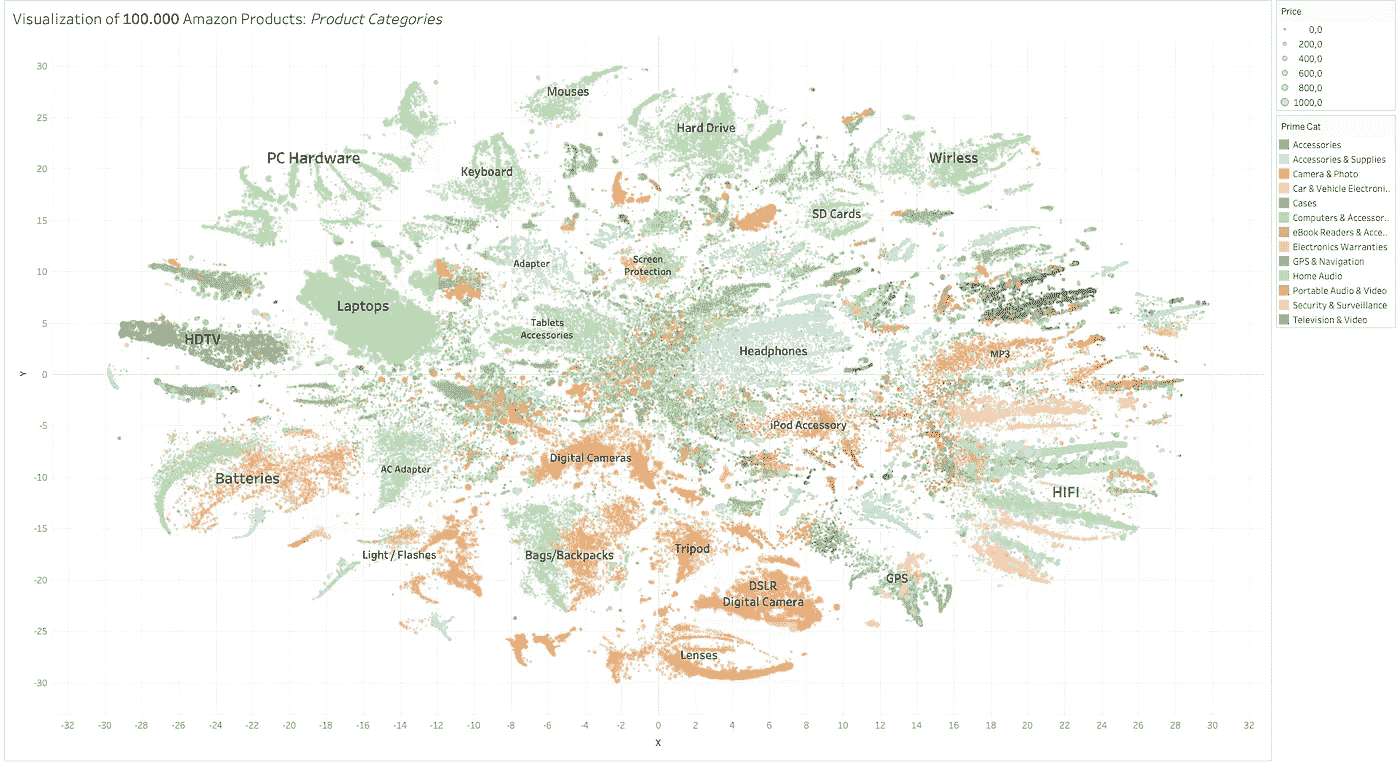 Visualization of 100.000 Amazon Products: Product Categories
Price
0,0
200,0
400,0
600,0
800,0
1000,0
Prime Cat
Accessories
Accessories & Supplies
Camera & Photo
Car & Vehicle Electroni..
Cases
Computers & Accessor..
eBook Readers & Acce..
Electronics Warranties
GPS & Navigation
Home Audio
Portable Audio & Video
Security & Surveillance
Television & Video
30
25
20
15
10
5
0
-5
-10
-15
-20
-25
-30
Y
Mouses
Hard Drive
PC Hardware
Wirless
Keyboard
SD Cards
Adapter
Screen
Protection
Laptops
Tablets
Accessories
HDTV
Headphones
MP3
iPod Accessory
Digital Cameras
AC Adapter
Batteries
HIFI
Light / Flashes
Bags/Backpacks
Tripod
GPS
DSLR
Digital Camera
Lenses
-32 -30 -28 -26 -24 -22 -20 -18 -16 -14 -12 -10 -8 -6 -4 -2 0 2 4 6 8 10 12 14 16 18 20 22 24 26 28 30 32
X